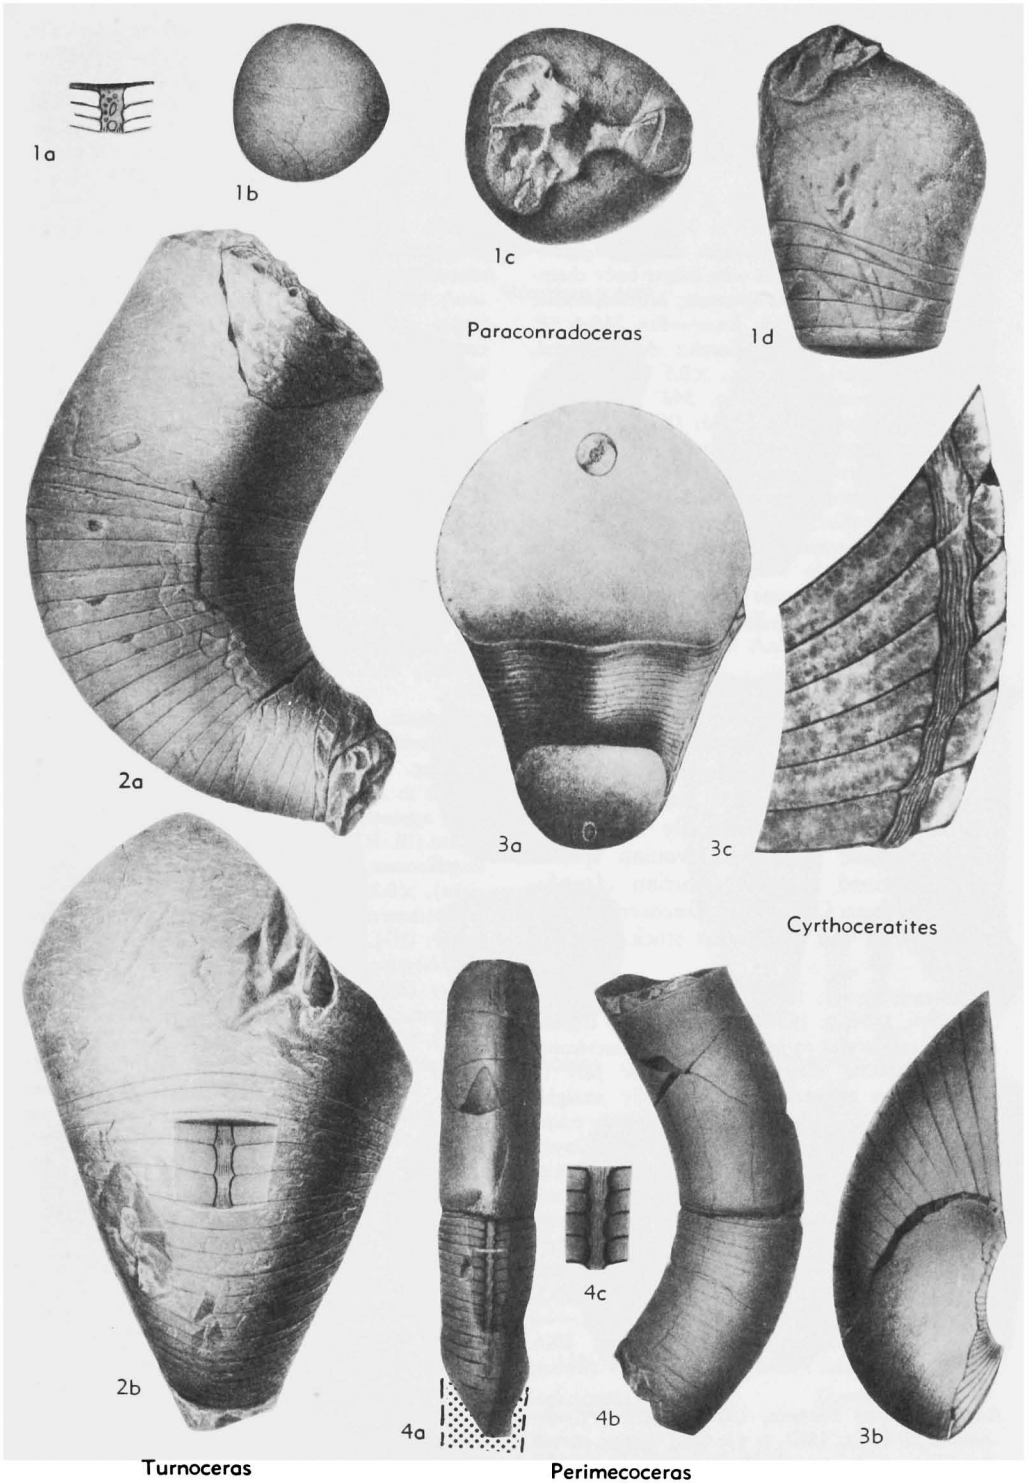 1a
1b
1c
1d
Paraconradoceras
2a
3a
3c
Cyrthoceratites
2b
4a
4c
4b
3b
Turnoceras
Perimecoceras